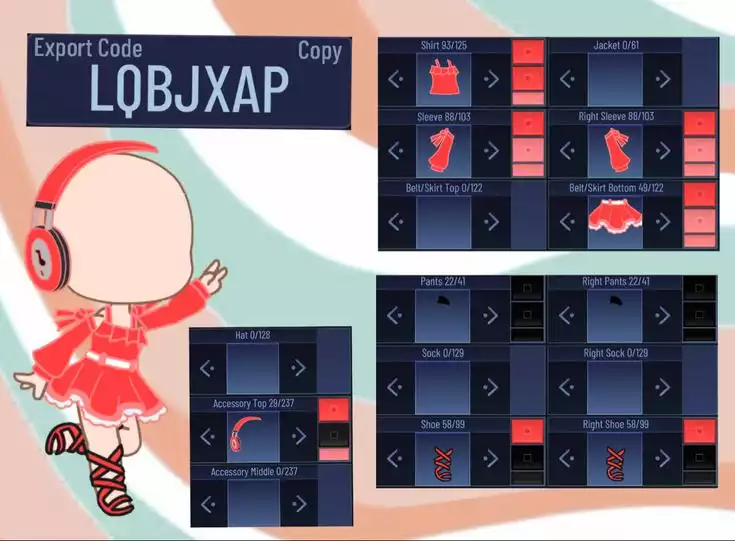 Export Code
Copy
LQBJXAP
Shirt 93/125
Jacket 0/61
Sleeve 88/103
Right Sleeve 88/103
Belt/Skirt Top 0/122
Belt/Skirt Bottom 49/122
Pants 22/41
Right Pants 22/41
Sock 0/129
Right Sock 0/129
Shoe 58/99
Right Shoe 58/99
Hat 0/128
Accessory Top 29/237
Accessory Middle 0/237